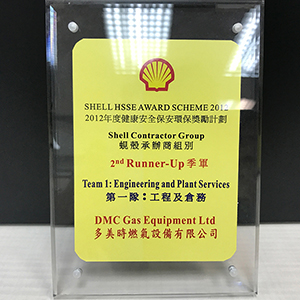 SHELL HSSE AWARD SCHEME 2012
2012年度健康安全保安環保獎勵計劃
Shell Contractor Group
蜆殼承辦商組別
2nd Runner-Up 季軍
Team 1: Engineering and Plant Services
第一隊：工程及倉務
DMC Gas Equipment Ltd
多美時燃氣設備有限公司